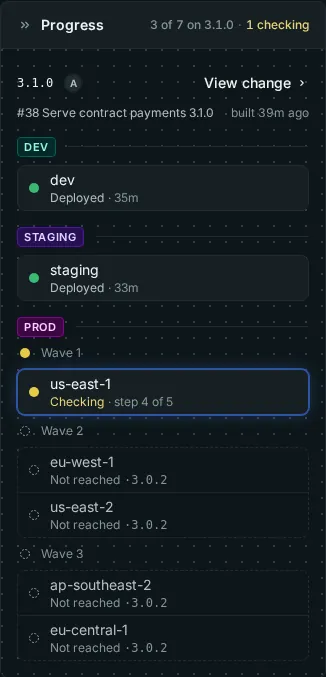 » Progress 3 of 7 on 3.1.0 · 1 checking
3.1.0 A View change ›
#38 Serve contract payments 3.1.0 · built 39m ago
DEV
dev
Deployed · 35m
STAGING
staging
Deployed · 33m
PROD
Wave 1
us-east-1
Checking · step 4 of 5
Wave 2
eu-west-1
Not reached ·3.0.2
us-east-2
Not reached ·3.0.2
Wave 3
ap-southeast-2
Not reached ·3.0.2
eu-central-1
Not reached ·3.0.2